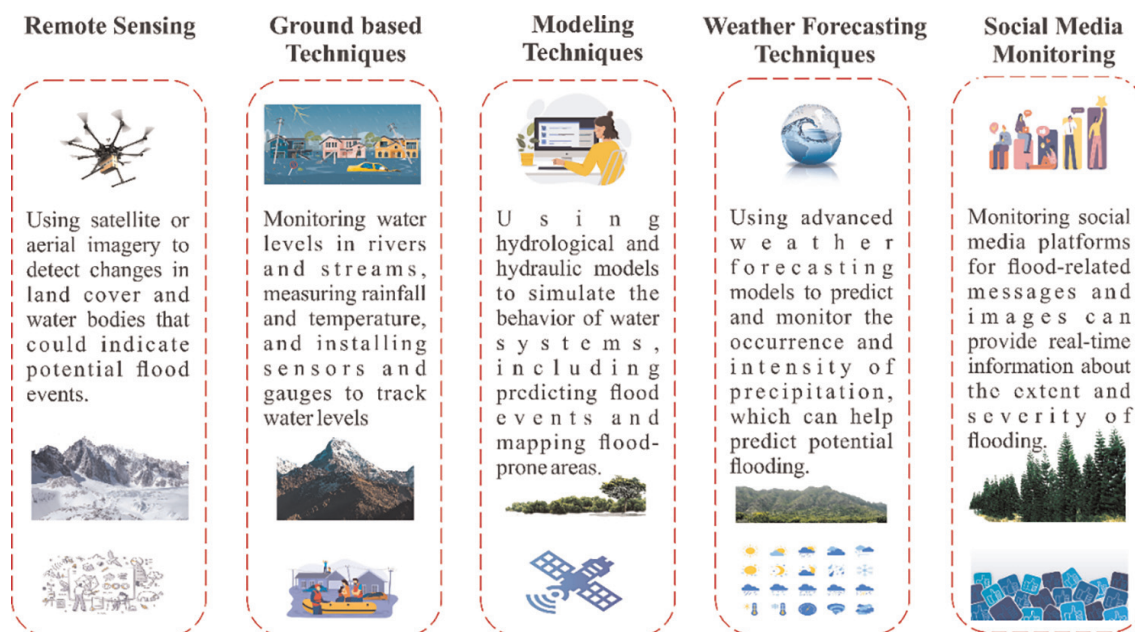 Remote Sensing
Using satellite or
aerial imagery to
detect changes in
land cover and
water bodies that
could indicate
potential flood
events.
Ground based
Techniques
Monitoring water
levels in rivers
and streams,
measuring rainfall
and temperature,
and installing
sensors and
gauges to track
water levels
Modeling
Techniques
Using
hydrological and
hydraulic models
to simulate the
behavior of water
systems,
including
predicting flood
events and
mapping flood-
prone areas.
Weather Forecasting
Techniques
Using advanced
weather
forecasting
models to predict
and monitor the
occurrence and
intensity of
precipitation,
which can help
predict potential
flooding.
Social Media
Monitoring
Monitoring social
media platforms
for flood-related
messages and
images can
provide real-time
information about
the extent and
severity of
flooding.